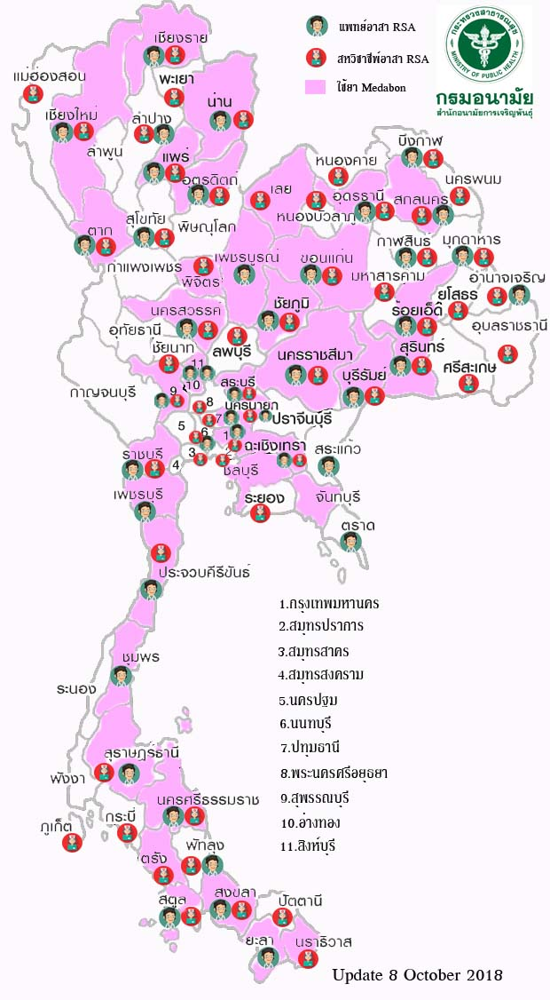 แพทย์อาสา RSA
สหวิชาชีพอาสา RSA
ใช้ยา Medabon
กระทรวงสาธารณสุข
MINISTRY OF PUBLIC HEALTH
กรมอนามัย
สำนักอนามัยการเจริญพันธุ์
เชียงราย
แม่ฮ่องสอน
พะเยา
เชียงใหม่
ลำปาง
น่าน
ลำพูน
แพร่
อุตรดิตถ์
ตาก
สุโขทัย
พิษณุโลก
กำแพงเพชร
พิจิตร
เพชรบูรณ์
เลย
หนองคาย
หนองบัวลำภู
อุดรธานี
บึงกาฬ
สกลนคร
นครพนม
ขอนแก่น
กาฬสินธุ์
มุกดาหาร
มหาสารคาม
อำนาจเจริญ
ยโสธร
ร้อยเอ็ด
อุบลราชธานี
นครสวรรค์
อุทัยธานี
ชัยนาท
ลพบุรี
ชัยภูมิ
นครราชสีมา
บุรีรัมย์
สุรินทร์
ศรีสะเกษ
กาญจนบุรี
11
10
9
8
7
6
5
4
3
2
1
สระบุรี
นครนายก
ปราจีนบุรี
ฉะเชิงเทรา
สระแก้ว
ชลบุรี
ระยอง
จันทบุรี
ตราด
ราชบุรี
เพชรบุรี
ประจวบคีรีขันธ์
ชุมพร
ระนอง
สุราษฎร์ธานี
พังงา
นครศรีธรรมราช
ภูเก็ต
กระบี่
ตรัง
พัทลุง
สตูล
สงขลา
ปัตตานี
ยะลา
นราธิวาส
1.กรุงเทพมหานคร
2.สมุทรปราการ
3.สมุทรสาคร
4.สมุทรสงคราม
5.นครปฐม
6.นนทบุรี
7.ปทุมธานี
8.พระนครศรีอยุธยา
9.สุพรรณบุรี
10.อ่างทอง
11.สิงห์บุรี
Update 8 October 2018